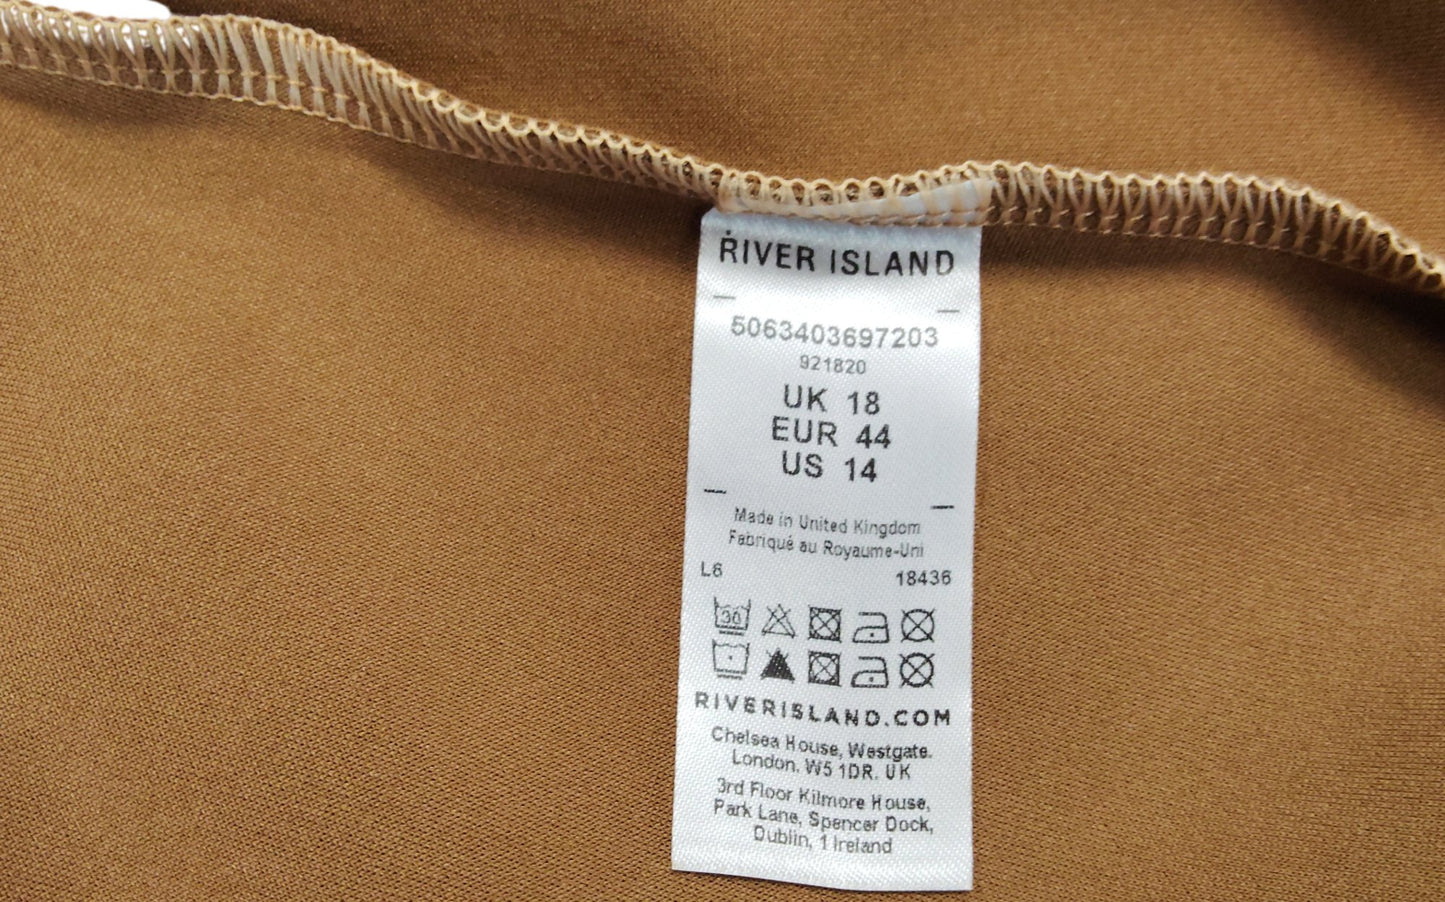 RIVER ISLAND
5063403697203
921820
UK 18
EUR 44
US 14
Made in United Kingdom
Fabriqué au Royaume-Uni
L6 18436
30
RIVERISLAND.COM
Chelsea House, Westgate.
London. W5 1DR. UK
3rd Floor Kilmore House,
Park Lane, Spencer Dock,
Dublin, 1 Ireland